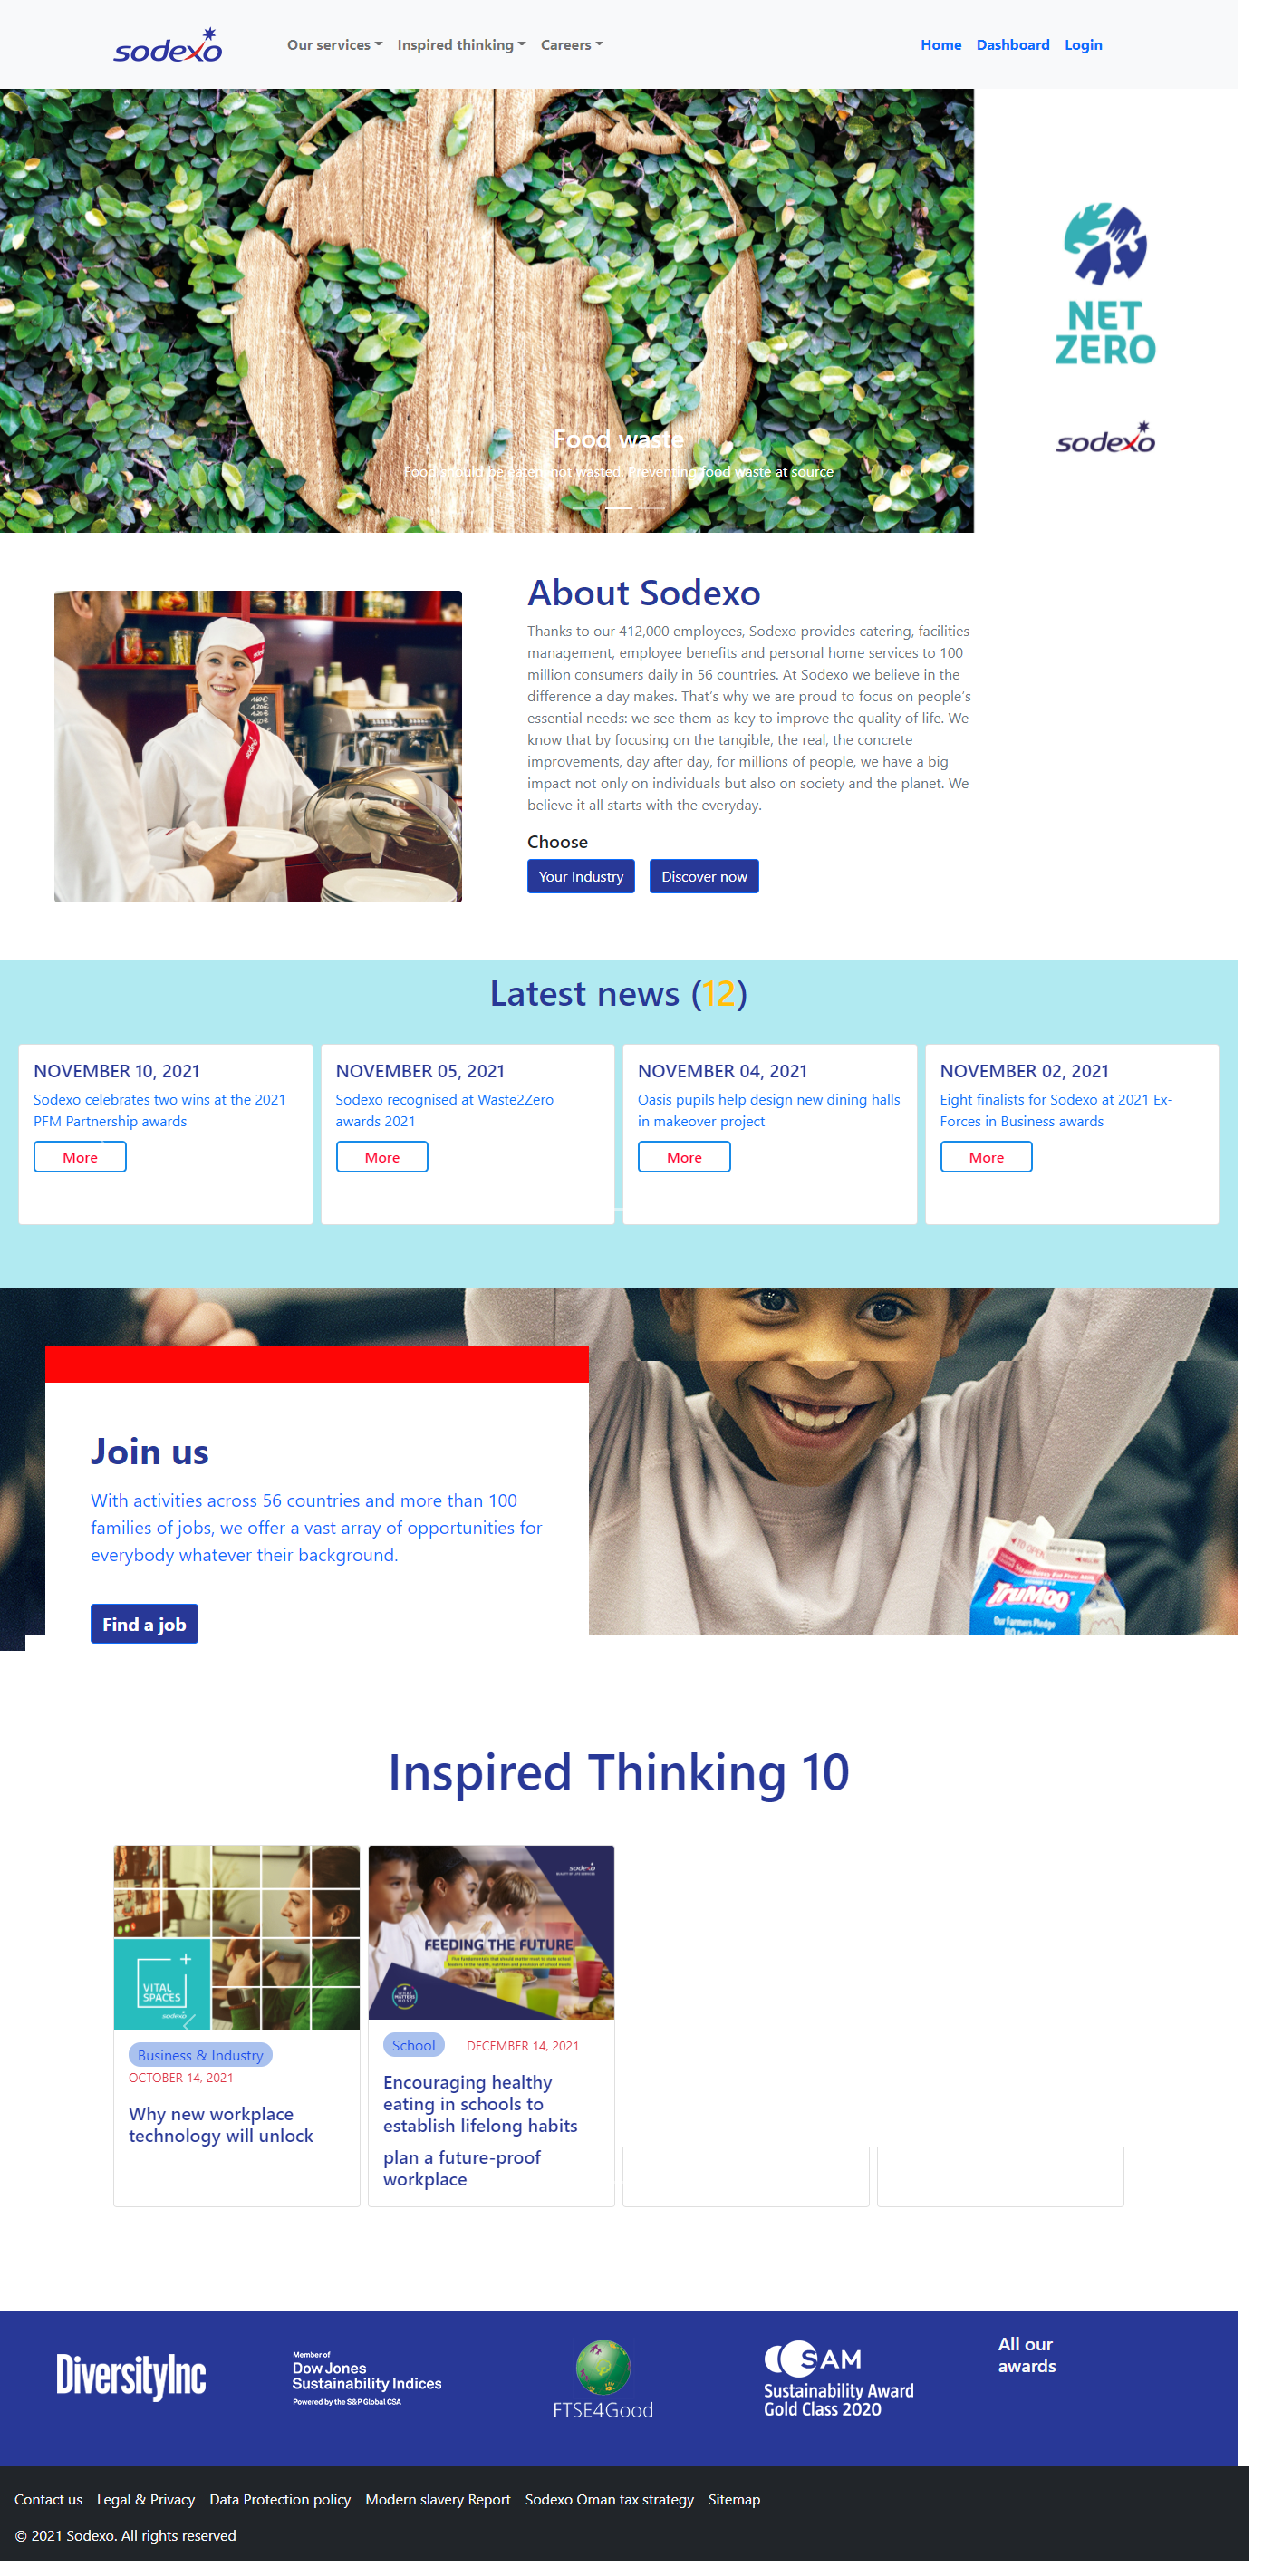 sodexo
Our services Inspired thinking Careers
Home Dashboard Login
NET
ZERO
Food waste
Food should be eaten, not wasted. Preventing food waste at source
sodexo
About Sodexo
Thanks to our 412,000 employees, Sodexo provides catering, facilities
management, employee benefits and personal home services to 100
million consumers daily in 56 countries. At Sodexo we believe in the
difference a day makes. That's why we are proud to focus on people's
essential needs: we see them as key to improve the quality of life. We
know that by focusing on the tangible, the real, the concrete
improvements, day after day, for millions of people, we have a big
impact not only on individuals but also on society and the planet. We
believe it all starts with the everyday.
Choose
Your Industry Discover now
Latest news (12)
NOVEMBER 10, 2021
Sodexo celebrates two wins at the 2021
PFM Partnership awards
More
NOVEMBER 05, 2021
Sodexo recognised at Waste2Zero
awards 2021
More
NOVEMBER 04, 2021
Oasis pupils help design new dining halls
in makeover project
More
NOVEMBER 02, 2021
Eight finalists for Sodexo at 2021 Ex-
Forces in Business awards
More
Join us
With activities across 56 countries and more than 100
families of jobs, we offer a vast array of opportunities for
everybody whatever their background.
Find a job
TO OPEN
TruMoo
Our Farmers Pledge
Inspired Thinking 10
VITAL
SPACES
sodexo
Business & Industry
OCTOBER 14, 2021
Why new workplace
technology will unlock
sodexo
FEEDING THE FUTURE
School DECEMBER 14, 2021
Encouraging healthy
eating in schools to
establish lifelong habits
plan a future-proof
workplace
DiversityInc
Member of
Dow Jones
Sustainability Indices
Powered by the S&P Global CSA
FTSE4Good
SAM
Sustainability Award
Gold Class 2020
All our
awards
Contact us Legal & Privacy Data Protection policy Modern slavery Report Sodexo Oman tax strategy Sitemap
© 2021 Sodexo. All rights reserved